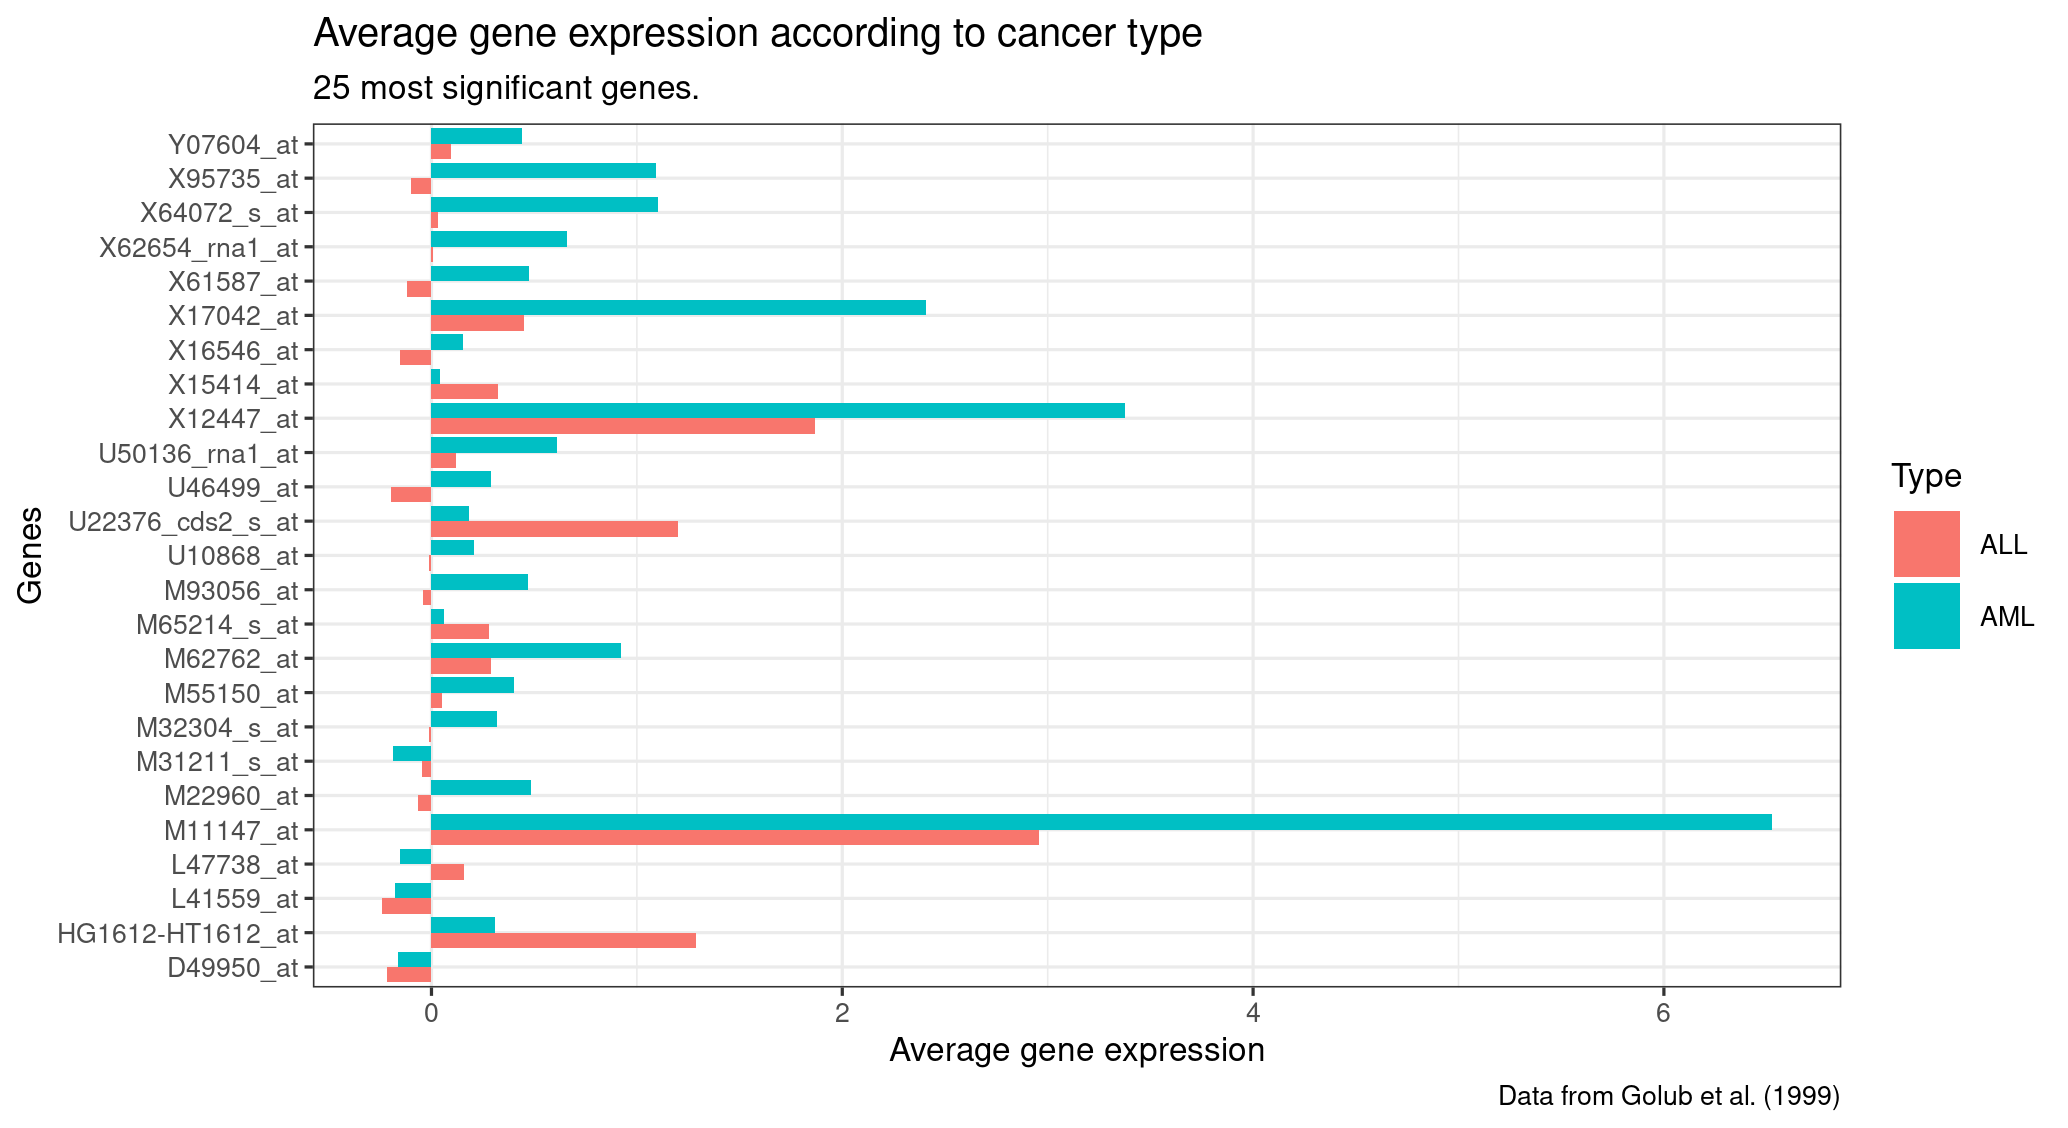 Average gene expression according to cancer type
25 most significant genes.
Genes
Y07604_at
X95735_at
X64072_s_at
X62654_rna1_at
X61587_at
X17042_at
X16546_at
X15414_at
X12447_at
U50136_rna1_at
U46499_at
U22376_cds2_s_at
U10868_at
M93056_at
M65214_s_at
M62762_at
M55150_at
M32304_s_at
M31211_s_at
M22960_at
M11147_at
L47738_at
L41559_at
HG1612-HT1612_at
D49950_at
0 2 4 6
Average gene expression
Type
ALL
AML
Data from Golub et al. (1999)